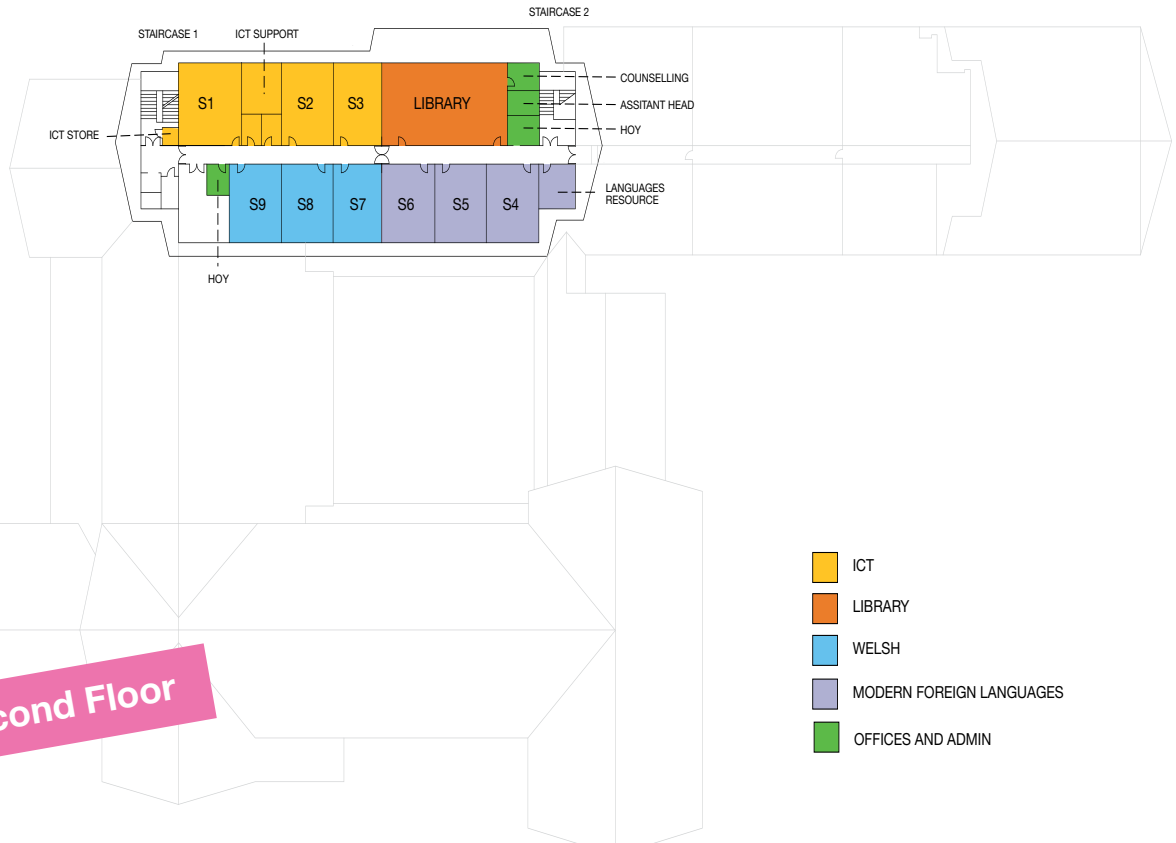 STAIRCASE 2
STAIRCASE 1
ICT SUPPORT
COUNSELLING
S1
S2
S3
LIBRARY
ASSITANT HEAD
HOY
ICT STORE
LANGUAGES
RESOURCE
S9
S8
S7
S6
S5
S4
HOY
ICT
LIBRARY
WELSH
MODERN FOREIGN LANGUAGES
OFFICES AND ADMIN
cond Floor